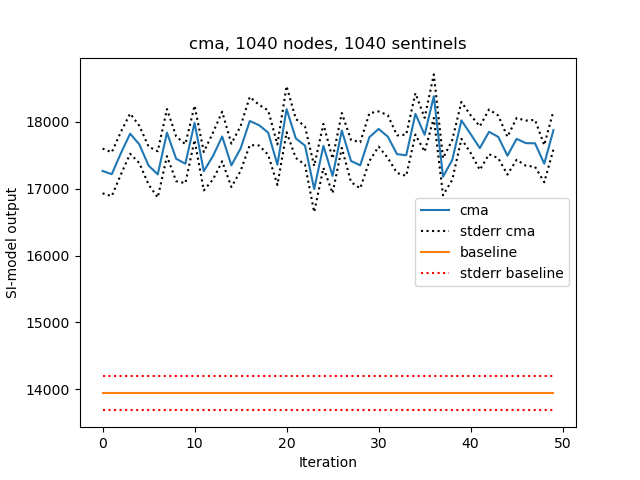 cma, 1040 nodes, 1040 sentinels
SI-model output
18000
17000
16000
15000
14000
cma
stderr cma
baseline
stderr baseline
0 10 20 30 40 50
Iteration